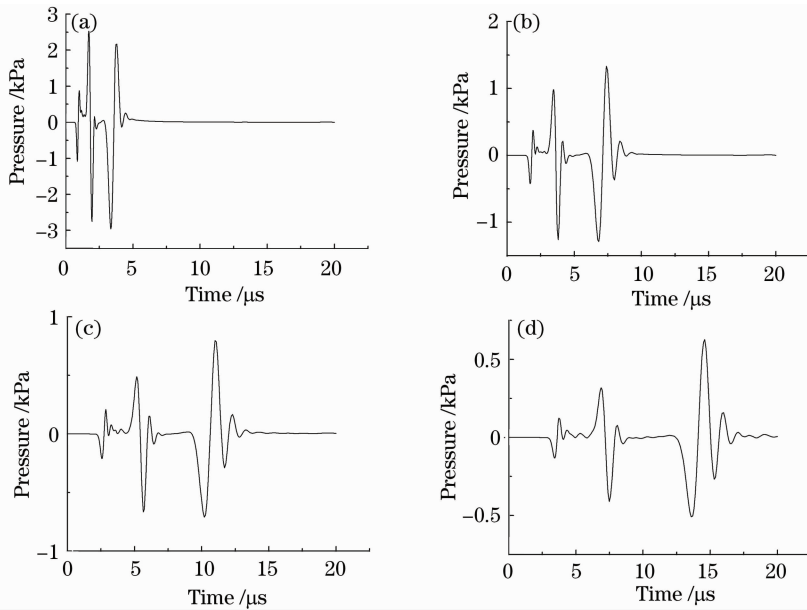 (a)
3
2
1
0
−1
−2
−3
Pressure /kPa
0 5 10 15 20
Time /μs
(b)
2
1
0
−1
Pressure /kPa
0 5 10 15 20
Time /μs
(c)
1
0
−1
Pressure /kPa
0 5 10 15 20
Time /μs
(d)
0.5
0
−0.5
Pressure /kPa
0 5 10 15 20
Time /μs